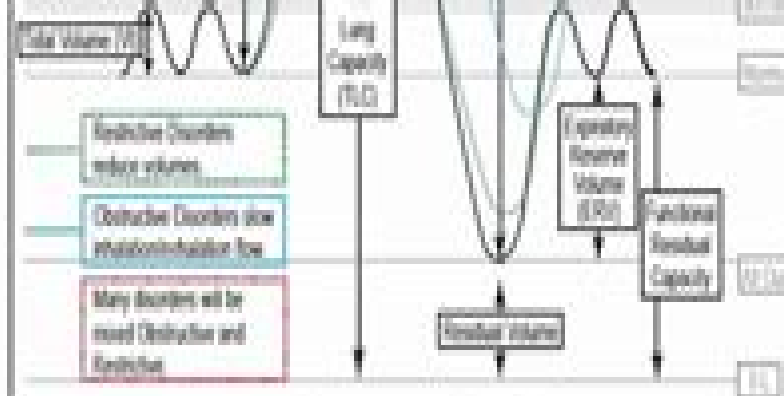 Tidal Volume (Vt)
Lung
Capacity
(TLC)
Restrictive Disorders
reduce volumes.
Obstructive Disorders slow
inhalation/exhalation flow.
Many disorders will be
mixed Obstructive and
Restrictive.
Expiratory
Reserve
Volume
(ERV)
Functional
Residual
Capacity
Residual Volume